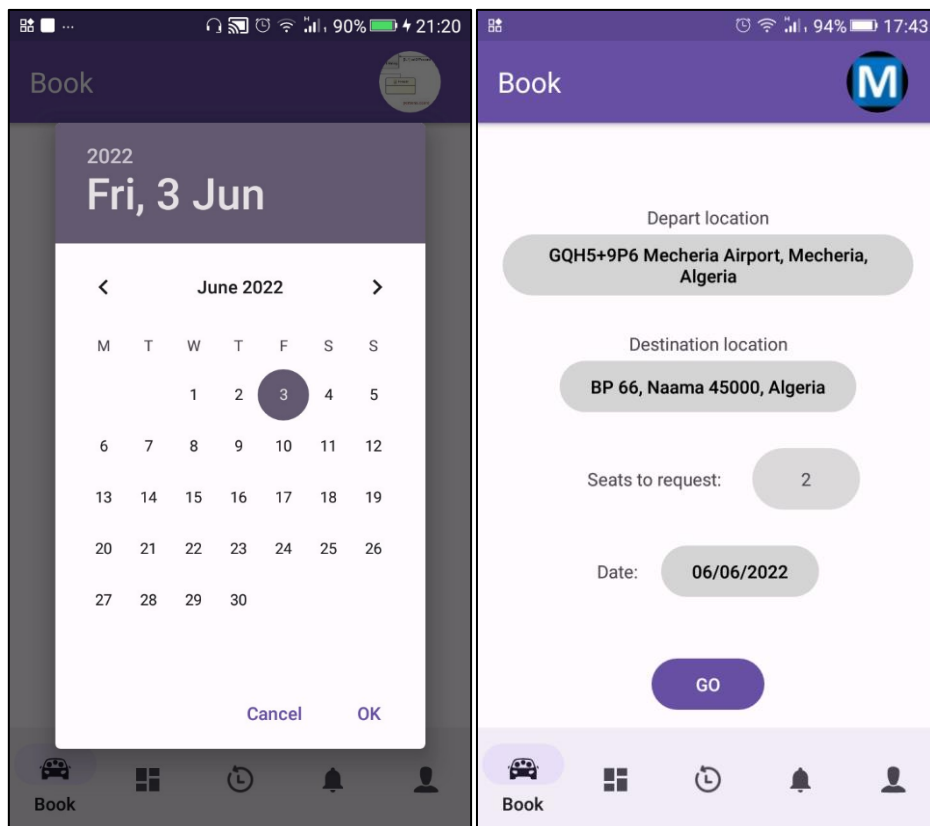 ... 90% 21:20
Book
2022
Fri, 3 Jun
June 2022
M T W T F S S
1 2 3 4 5
6 7 8 9 10 11 12
13 14 15 16 17 18 19
20 21 22 23 24 25 26
27 28 29 30
Cancel OK
Book
94% 17:43
Book M
Depart location
GQH5+9P6 Mecheria Airport, Mecheria,
Algeria
Destination location
BP 66, Naama 45000, Algeria
Seats to request: 2
Date: 06/06/2022
GO
Book